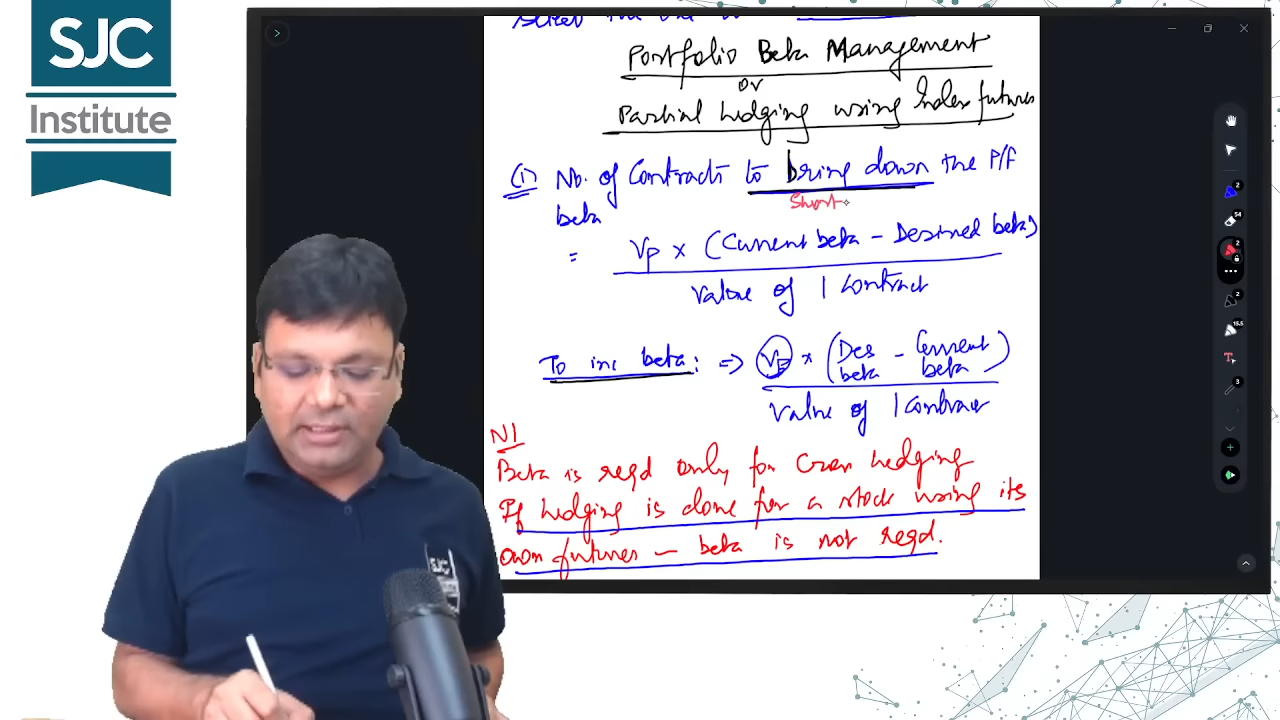 SJC
Institute
Portfolio Beta Management
or
Partial hedging using Index futures
(1) No. of Contracts to bring down the P/F
Short
beta
= VP × (Current beta – Desired beta)
Value of 1 Contract
To inc beta: ⇒ VP × (Des beta – Current beta)
Value of 1 Contract
N1
Beta is reqd only for Cross hedging
If hedging is done for a stock using its
own futures – beta is not reqd.
SJC